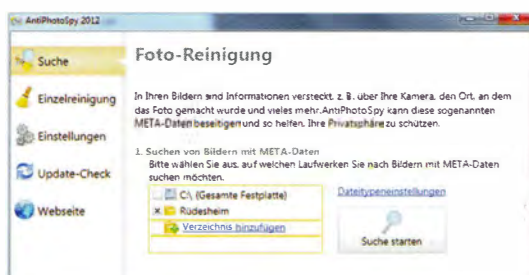 AntiPhotoSpy 2012
Suche
Einzelreinigung
Einstellungen
Update-Check
Webseite
Foto-Reinigung
In Ihren Bildern sind Informationen versteckt, z. B. über Ihre Kamera, den Ort, an dem
das Foto gemacht wurde und vieles mehr. AntiPhotoSpy kann diese sogenannten
META-Daten beseitigen und so helfen, Ihre Privatsphäre zu schützen.
1. Suchen von Bildern mit META-Daten
Bitte wählen Sie aus, auf welchen Laufwerken Sie nach Bildern mit META-Daten
suchen möchten.
C:\ (Gesamte Festplatte)
Rüdesheim
Verzeichnis hinzufügen
Dateitypeneinstellungen
Suche starten